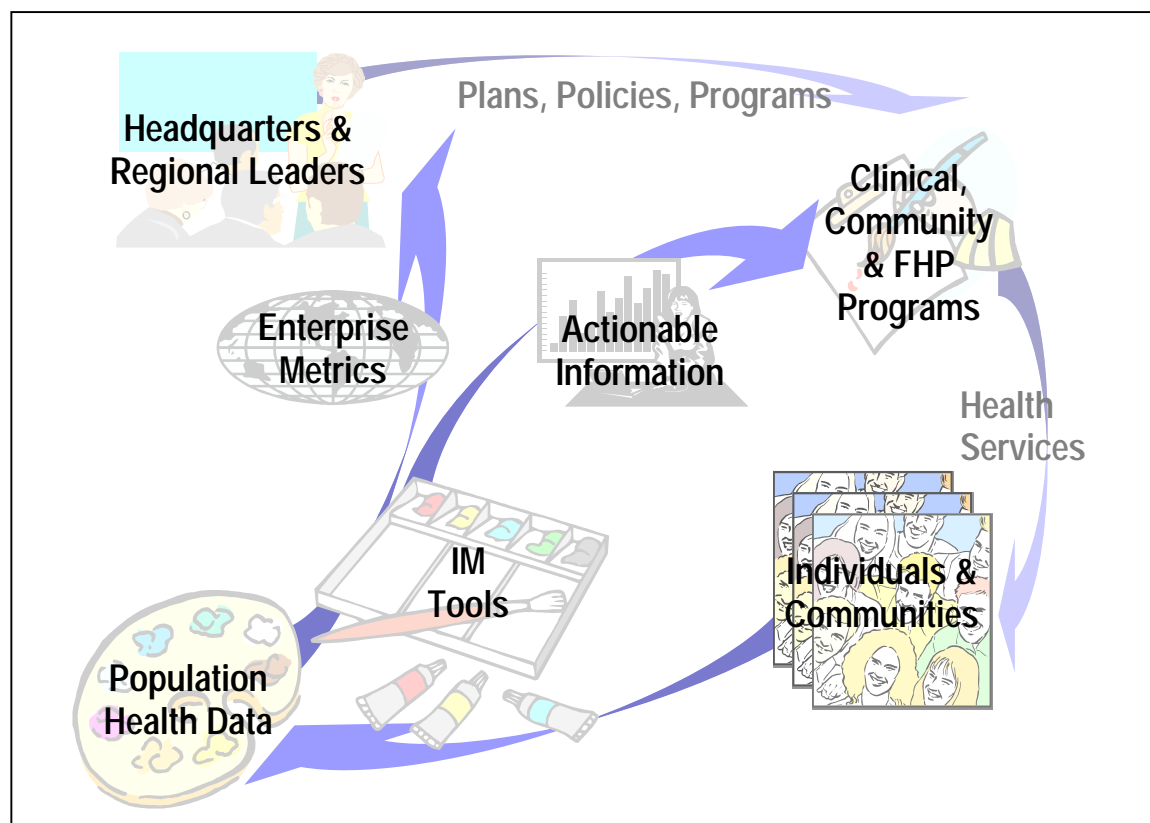 Plans, Policies, Programs
Headquarters &
Regional Leaders
Clinical,
Community
& FHP
Programs
Enterprise
Metrics
Actionable
Information
Health
Services
IM
Tools
Individuals &
Communities
Population
Health Data